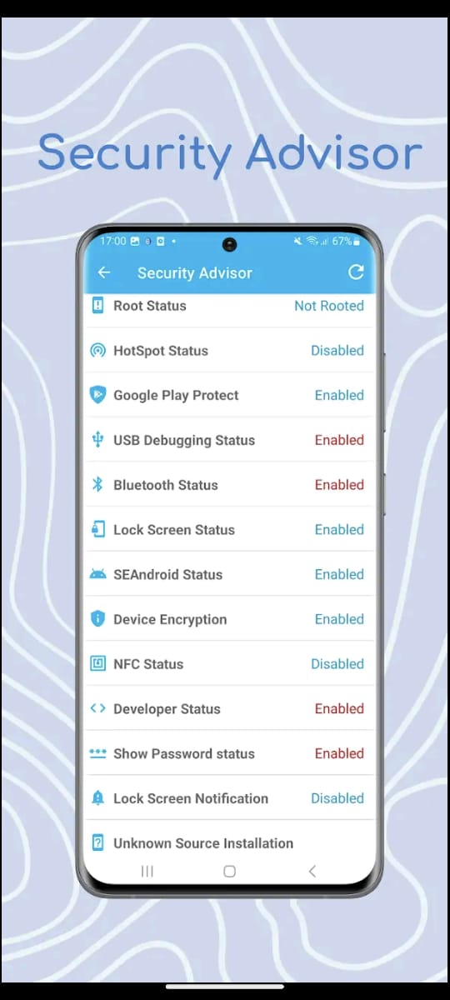 Security Advisor
17:00 67%
Security Advisor
Root Status Not Rooted
HotSpot Status Disabled
Google Play Protect Enabled
USB Debugging Status Enabled
Bluetooth Status Enabled
Lock Screen Status Enabled
SEAndroid Status Enabled
Device Encryption Enabled
NFC Status Disabled
Developer Status Enabled
Show Password status Enabled
Lock Screen Notification Disabled
Unknown Source Installation